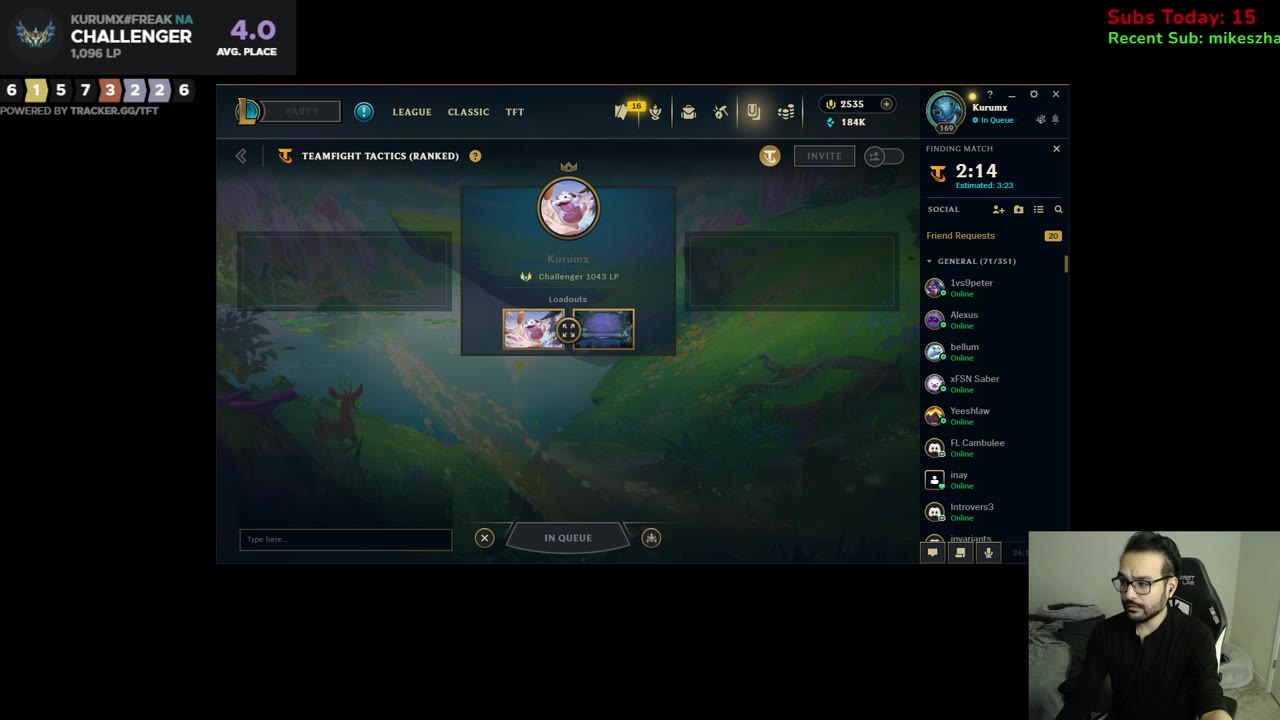 KURUMX#FREAK NA
CHALLENGER
1,096 LP
4.0
AVG. PLACE
6 1 5 7 3 2 2 6
POWERED BY TRACKER.GG/TFT
Subs Today: 15
Recent Sub: mikeszha
PARTY
LEAGUE
CLASSIC
TFT
16
2535
184K
169
Kurumx
In Queue
TEAMFIGHT TACTICS (RANKED)
INVITE
FINDING MATCH
2:14
Estimated: 3:23
SOCIAL
Friend Requests
20
GENERAL (71/351)
1vs9peter
Online
Alexus
Online
bellum
Online
xFSN Saber
Online
Yeeshlaw
Online
FL Cambulee
Online
inay
Online
Introvers3
Online
invariants
Kurumx
Challenger 1043 LP
Loadouts
Type here...
IN QUEUE